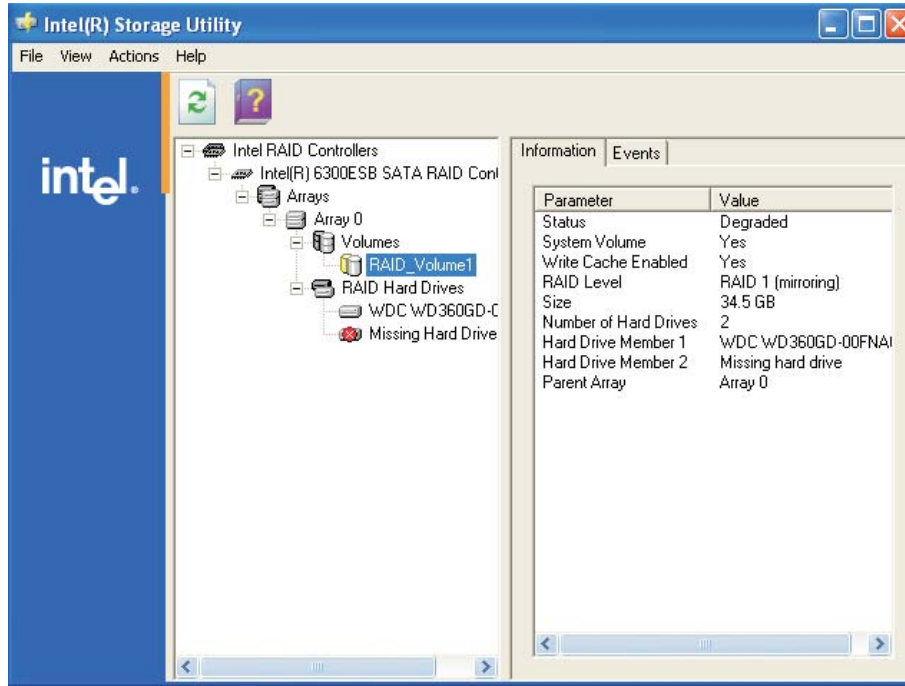 Intel(R) Storage Utility
File View Actions Help
intel.
Intel RAID Controllers
Intel(R) 6300ESB SATA RAID Cont
Arrays
Array 0
Volumes
RAID_Volume1
RAID Hard Drives
WDC WD360GD-0
Missing Hard Drive
Information Events
Parameter Value
Status Degraded
System Volume Yes
Write Cache Enabled Yes
RAID Level RAID 1 (mirroring)
Size 34.5 GB
Number of Hard Drives 2
Hard Drive Member 1 WDC WD360GD-00FNA
Hard Drive Member 2 Missing hard drive
Parent Array Array 0